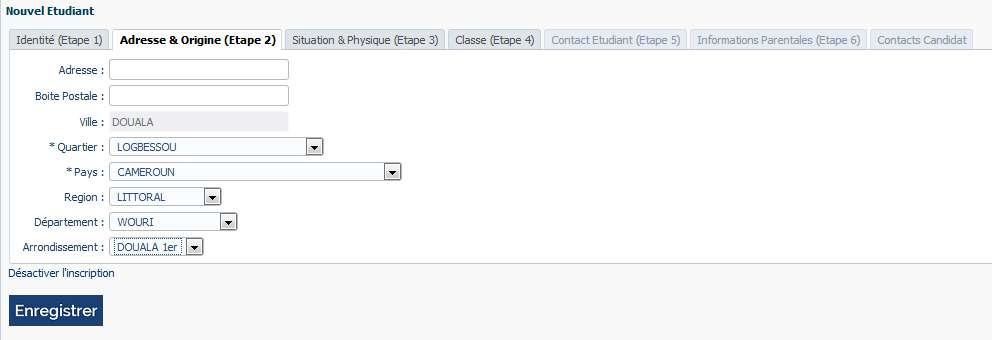 Nouvel Etudiant
Identité (Etape 1) Adresse & Origine (Etape 2) Situation & Physique (Etape 3) Classe (Etape 4) Contact Etudiant (Etape 5) Informations Parentales (Etape 6) Contacts Candidat
Adresse :
Boite Postale :
Ville : DOUALA
* Quartier : LOGBESSOU
* Pays : CAMEROUN
Region : LITTORAL
Département : WOURI
Arrondissement : DOUALA 1er
Désactiver l'inscription
Enregistrer